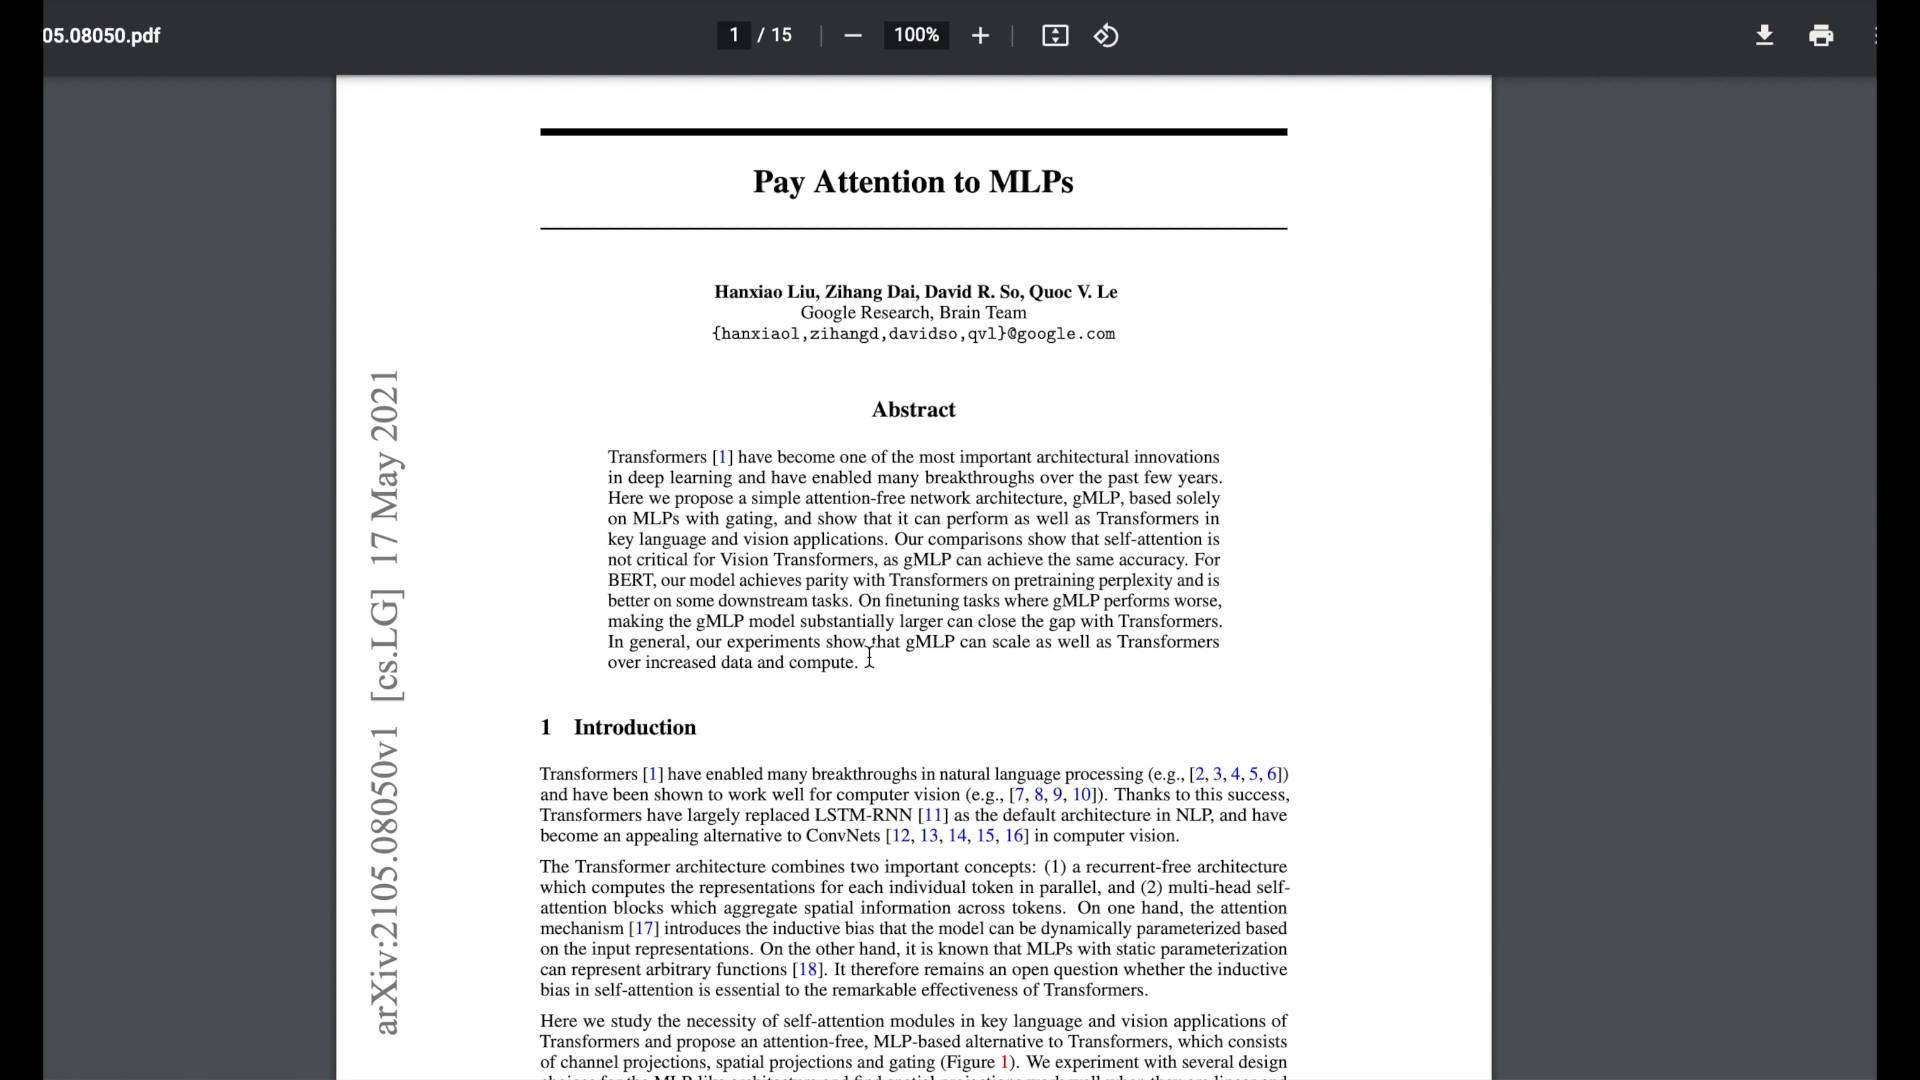 05.08050.pdf
1 / 15
100%
Pay Attention to MLPs
Hanxiao Liu, Zihang Dai, David R. So, Quoc V. Le
Google Research, Brain Team
{hanxiaol,zihangd,davidso,qvl}@google.com
arXiv:2105.08050v1 [cs.LG] 17 May 2021
Abstract
Transformers [1] have become one of the most important architectural innovations
in deep learning and have enabled many breakthroughs over the past few years.
Here we propose a simple attention-free network architecture, gMLP, based solely
on MLPs with gating, and show that it can perform as well as Transformers in
key language and vision applications. Our comparisons show that self-attention is
not critical for Vision Transformers, as gMLP can achieve the same accuracy. For
BERT, our model achieves parity with Transformers on pretraining perplexity and is
better on some downstream tasks. On finetuning tasks where gMLP performs worse,
making the gMLP model substantially larger can close the gap with Transformers.
In general, our experiments show that gMLP can scale as well as Transformers
over increased data and compute.
1 Introduction
Transformers [1] have enabled many breakthroughs in natural language processing (e.g., [2, 3, 4, 5, 6])
and have been shown to work well for computer vision (e.g., [7, 8, 9, 10]). Thanks to this success,
Transformers have largely replaced LSTM-RNN [11] as the default architecture in NLP, and have
become an appealing alternative to ConvNets [12, 13, 14, 15, 16] in computer vision.
The Transformer architecture combines two important concepts: (1) a recurrent-free architecture
which computes the representations for each individual token in parallel, and (2) multi-head self-
attention blocks which aggregate spatial information across tokens. On one hand, the attention
mechanism [17] introduces the inductive bias that the model can be dynamically parameterized based
on the input representations. On the other hand, it is known that MLPs with static parameterization
can represent arbitrary functions [18]. It therefore remains an open question whether the inductive
bias in self-attention is essential to the remarkable effectiveness of Transformers.
Here we study the necessity of self-attention modules in key language and vision applications of
Transformers and propose an attention-free, MLP-based alternative to Transformers, which consists
of channel projections, spatial projections and gating (Figure 1). We experiment with several design